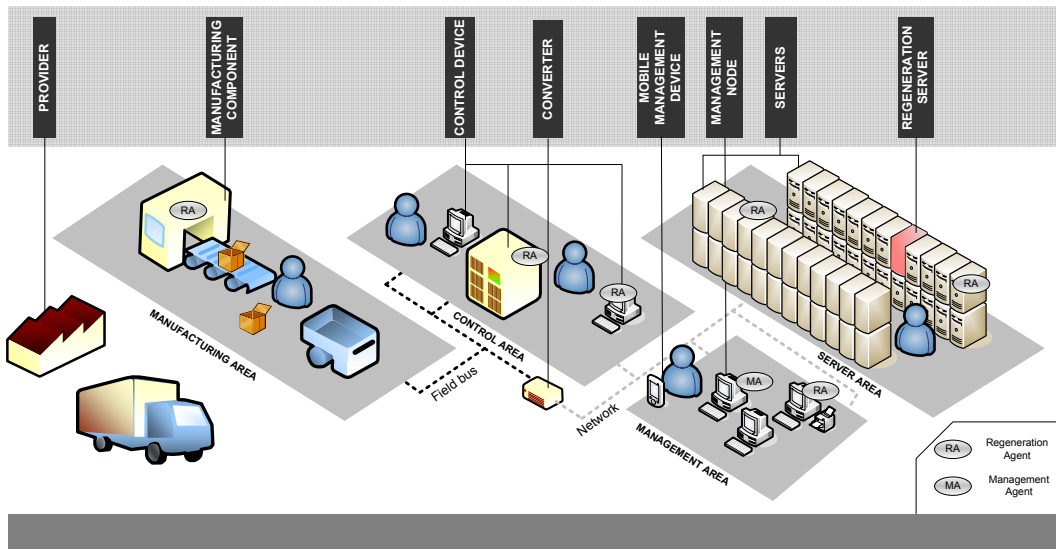 PROVIDER
MANUFACTURING
COMPONENT
CONTROL DEVICE
CONVERTER
MOBILE
MANAGEMENT
DEVICE
MANAGEMENT
NODE
SERVERS
REGENERATION
SERVER
RA
RA
RA
RA
RA
MA
RA
MANUFACTURING AREA
CONTROL AREA
SERVER AREA
MANAGEMENT AREA
Field bus
Network
RA
Regeneration
Agent
MA
Management
Agent